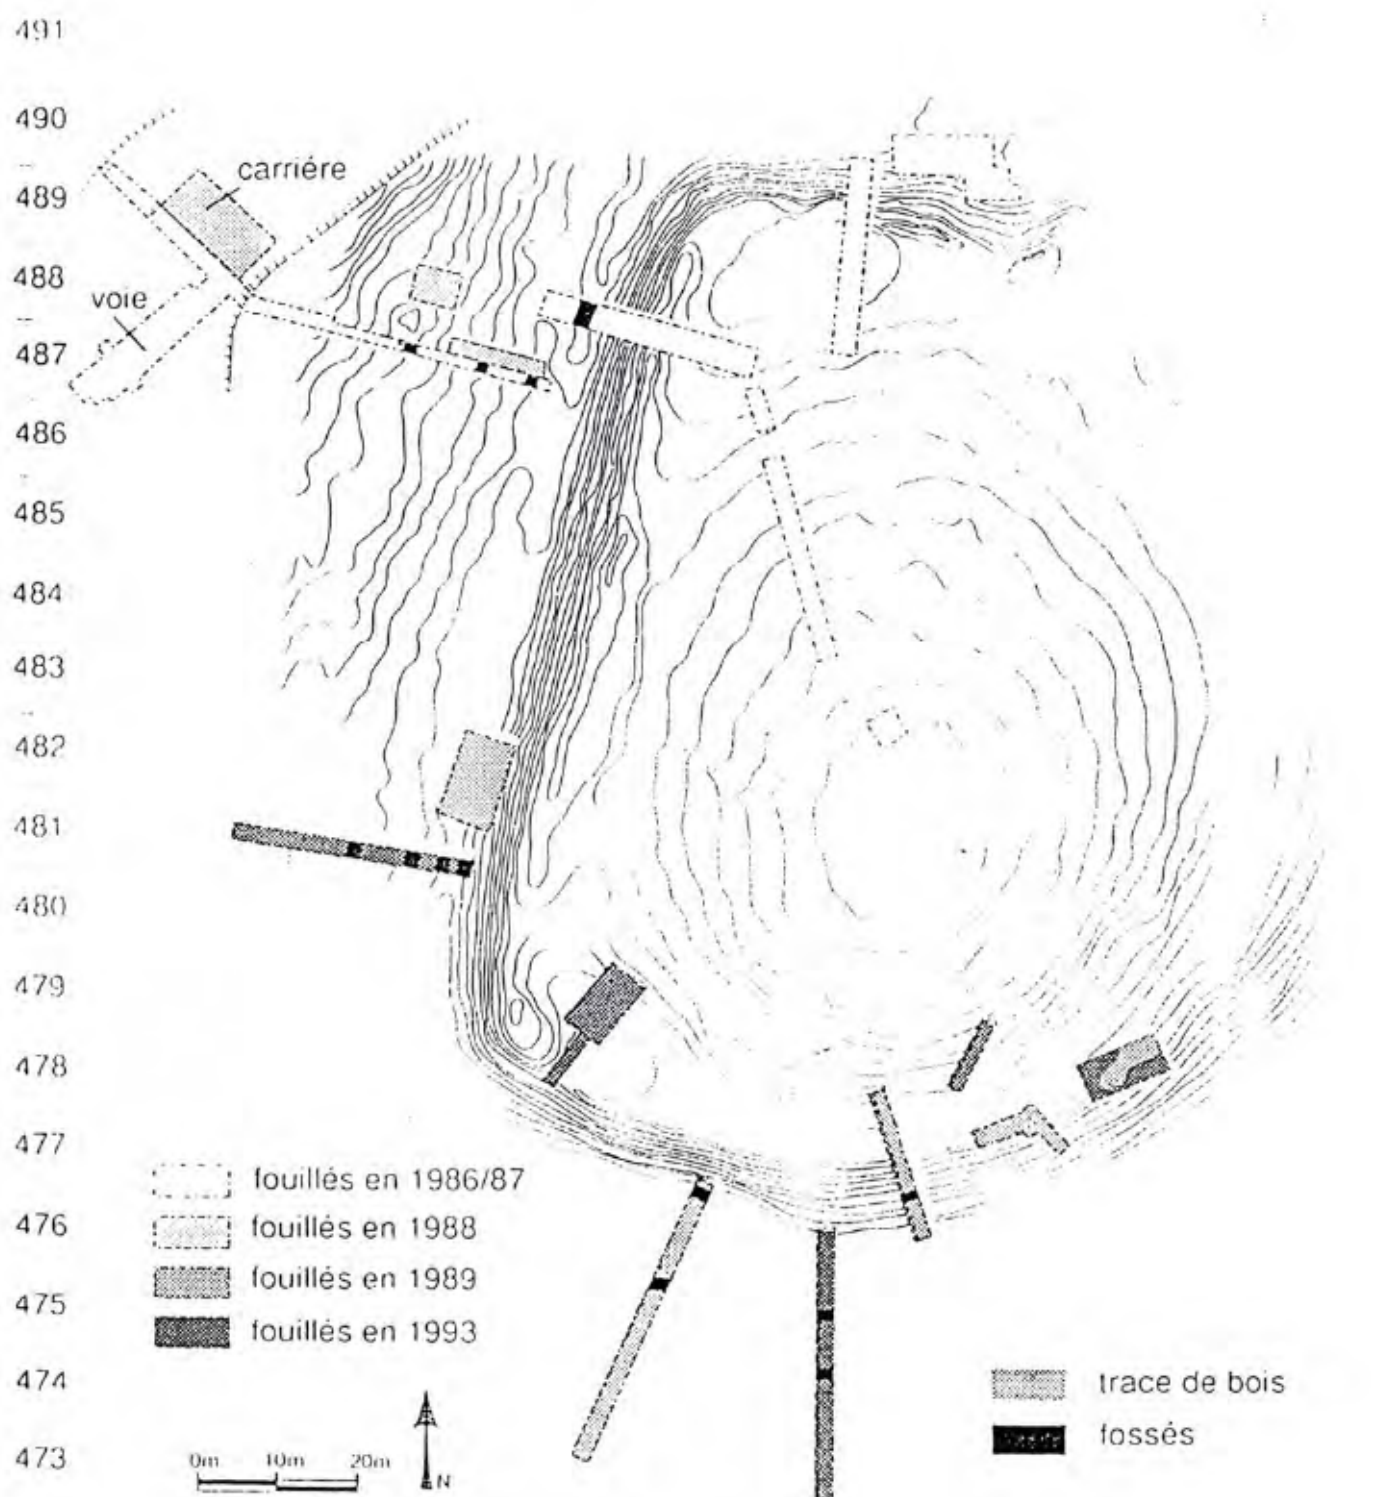 491
490
489
488
487
486
485
484
483
482
481
480
479
478
477
476
475
474
473
carriére
voie
fouillés en 1986/87
fouillés en 1988
fouillés en 1989
fouillés en 1993
0m 10m 20m
N
trace de bois
fossés